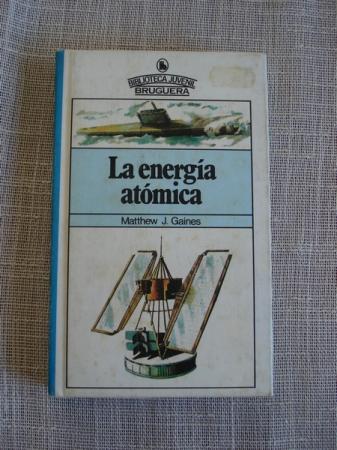 BIBLIOTECA JUVENIL
BRUGUERA
La energía
atómica
Matthew J. Gaines